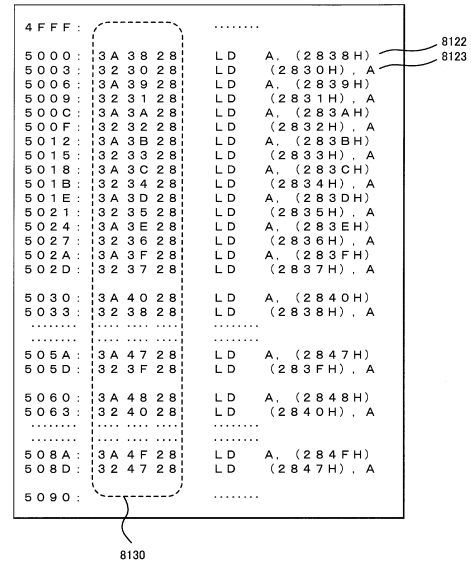 4FFF: ........
5000: 3A 38 28 LD A, (2838H) 8122
5003: 32 30 28 LD (2830H), A 8123
5006: 3A 39 28 LD A, (2839H)
5009: 32 31 28 LD (2831H), A
500C: 3A 3A 28 LD A, (283AH)
500F: 32 32 28 LD (2832H), A
5012: 3A 3B 28 LD A, (283BH)
5015: 32 33 28 LD (2833H), A
5018: 3A 3C 28 LD A, (283CH)
501B: 32 34 28 LD (2834H), A
501E: 3A 3D 28 LD A, (283DH)
5021: 32 35 28 LD (2835H), A
5024: 3A 3E 28 LD A, (283EH)
5027: 32 36 28 LD (2836H), A
502A: 3A 3F 28 LD A, (283FH)
502D: 32 37 28 LD (2837H), A
5030: 3A 40 28 LD A, (2840H)
5033: 32 38 28 LD (2838H), A
........ .... .... .... ........
........ .... .... .... ........
505A: 3A 47 28 LD A, (2847H)
505D: 32 3F 28 LD (283FH), A
5060: 3A 48 28 LD A, (2848H)
5063: 32 40 28 LD (2840H), A
........ .... .... .... ........
........ .... .... .... ........
508A: 3A 4F 28 LD A, (284FH)
508D: 32 47 28 LD (2847H), A
5090: ........
8130